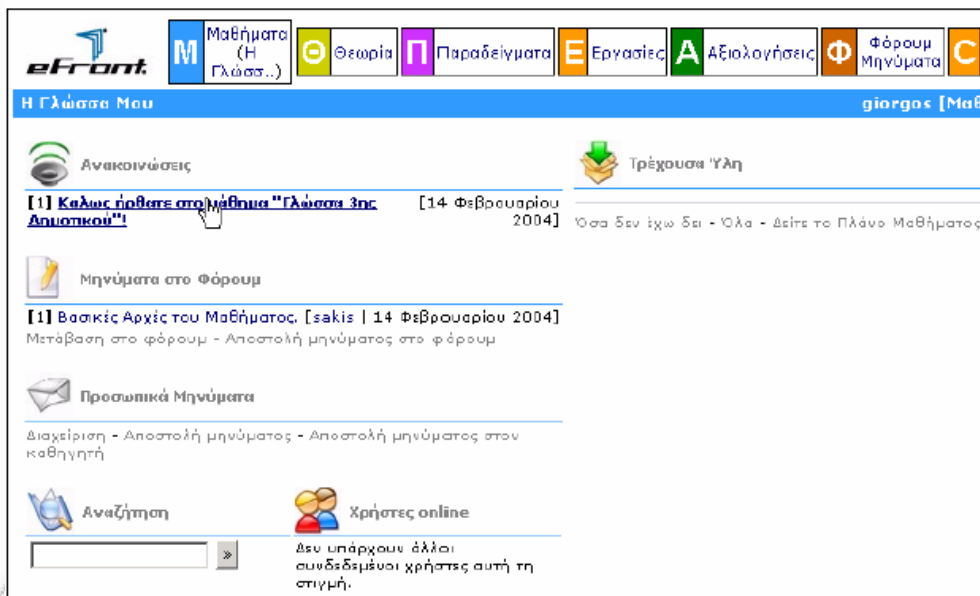 eFront
Μ Μαθήματα (Η Γλώσσ..)
Θ Θεωρία
Π Παραδείγματα
Ε Εργασίες
Α Αξιολογήσεις
Φ Φόρουμ Μηνύματα
C
Η Γλώσσα Μου
giorgos [Μαθ
Ανακοινώσεις
[1] Καλως ήρθατε στο μάθημα "Γλώσσα 3ης [14 Φεβρουαρίου
Δημοτικού"! 2004]
Τρέχουσα Ύλη
Όσα δεν έχω δει - Όλα - Δείτε το Πλάνο Μαθήματος
Μηνύματα στο Φόρουμ
[1] Βασικές Αρχές του Μαθήματος. [sakis | 14 Φεβρουαρίου 2004]
Μετάβαση στο φόρουμ - Αποστολή μηνύματος στο φόρουμ
Προσωπικά Μηνύματα
Διαχείριση - Αποστολή μηνύματος - Αποστολή μηνύματος στον
καθηγητή
Αναζήτηση
»
Χρήστες online
Δεν υπάρχουν άλλοι
συνδεδεμένοι χρήστες αυτή τη
στιγμή.